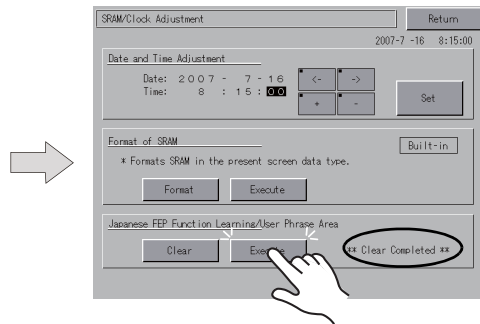 SRAM/Clock Adjustment
Return
2007-7 -16 8:15:00
Date and Time Adjustment
Date: 2007 - 7 - 16
<- ->
Time: 8 : 15 : 00
+ -
Set
Format of SRAM
Built-in
* Formats SRAM in the present screen data type.
Format Execute
Japanese FEP Function Learning/User Phrase Area
Clear Execute ** Clear Completed **